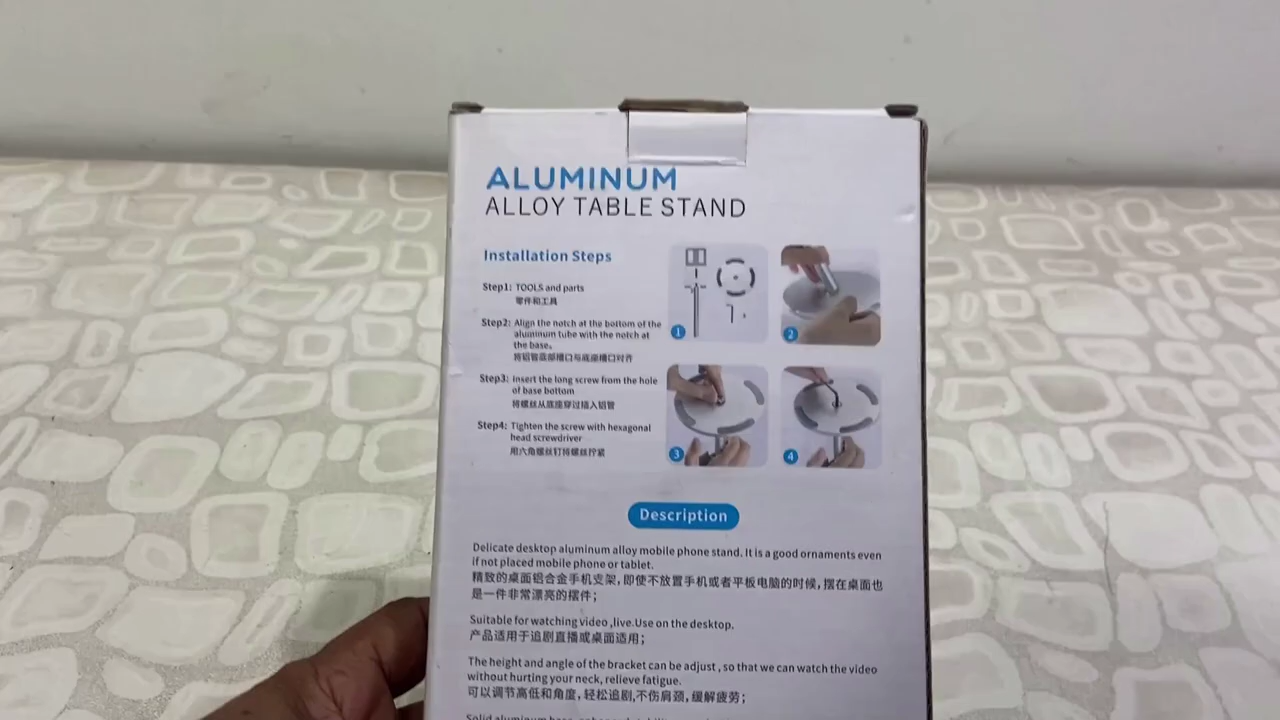 ALUMINUM
ALLOY TABLE STAND
Installation Steps
Step1: TOOLS and parts
零件和工具
Step2: Align the notch at the bottom of the
aluminum tube with the notch at
the base。
将铝管底部槽口与底座槽口对齐
Step3: Insert the long screw from the hole
of base bottom
将螺丝从底座穿过插入铝管
Step4: Tighten the screw with hexagonal
head screwdriver
用六角螺丝钉将螺丝拧紧
1
2
3
4
Description
Delicate desktop aluminum alloy mobile phone stand. It is a good ornaments even
if not placed mobile phone or tablet.
精致的桌面铝合金手机支架，即使不放置手机或者平板电脑的时候，摆在桌面也
是一件非常漂亮的摆件；
Suitable for watching video ,live.Use on the desktop.
产品适用于追剧直播或桌面适用；
The height and angle of the bracket can be adjust , so that we can watch the video
without hurting your neck, relieve fatigue.
可以调节高低和角度，轻松追剧,不伤肩颈，缓解疲劳；
Solid aluminum base